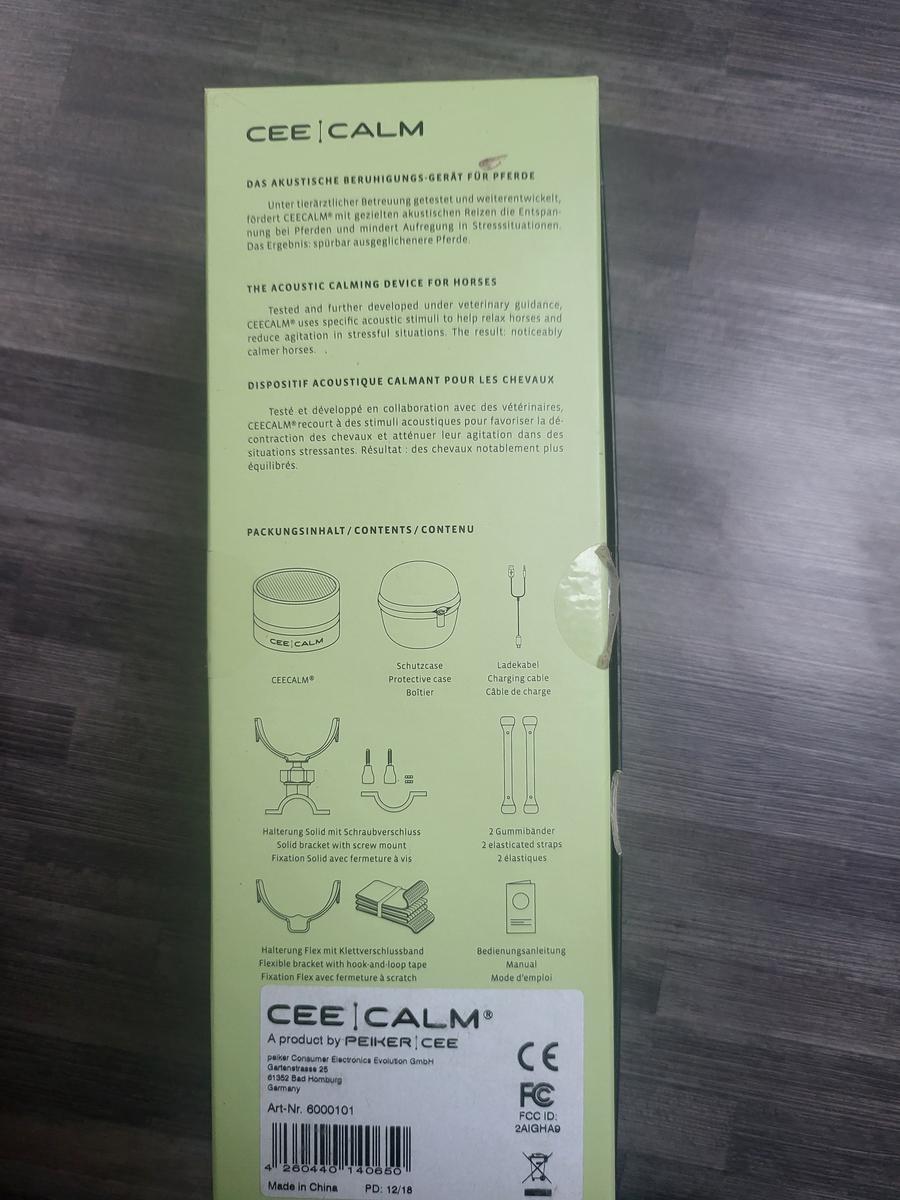 CEE|CALM
DAS AKUSTISCHE BERUHIGUNGS-GERÄT FÜR PFERDE
Unter tierärztlicher Betreuung getestet und weiterentwickelt,
fördert CEECALM® mit gezielten akustischen Reizen die Entspan-
nung bei Pferden und mindert Aufregung in Stresssituationen.
Das Ergebnis: spürbar ausgeglichenere Pferde.
THE ACOUSTIC CALMING DEVICE FOR HORSES
Tested and further developed under veterinary guidance,
CEECALM® uses specific acoustic stimuli to help relax horses and
reduce agitation in stressful situations. The result: noticeably
calmer horses.
DISPOSITIF ACOUSTIQUE CALMANT POUR LES CHEVAUX
Testé et développé en collaboration avec des vétérinaires,
CEECALM® recourt à des stimuli acoustiques pour favoriser la dé-
contraction des chevaux et atténuer leur agitation dans des
situations stressantes. Résultat : des chevaux notablement plus
équilibrés.
PACKUNGSINHALT/CONTENTS/CONTENU
CEE|CALM
CEECALM®
Schutzcase
Protective case
Boîtier
Ladekabel
Charging cable
Câble de charge
Halterung Solid mit Schraubverschluss
Solid bracket with screw mount
Fixation Solid avec fermeture à vis
2 Gummibänder
2 elasticated straps
2 élastiques
Halterung Flex mit Klettverschlussband
Flexible bracket with hook-and-loop tape
Fixation Flex avec fermeture à scratch
Bedienungsanleitung
Manual
Mode d'emploi
CEE|CALM®
A product by PEIKER|CEE
peiker Consumer Electronics Evolution GmbH
Gartenstrasse 25
61352 Bad Homburg
Germany
Art-Nr. 6000101
4 260440 140650
Made in China PD: 12/18
CE
FC
FCC ID:
2AIGHA9